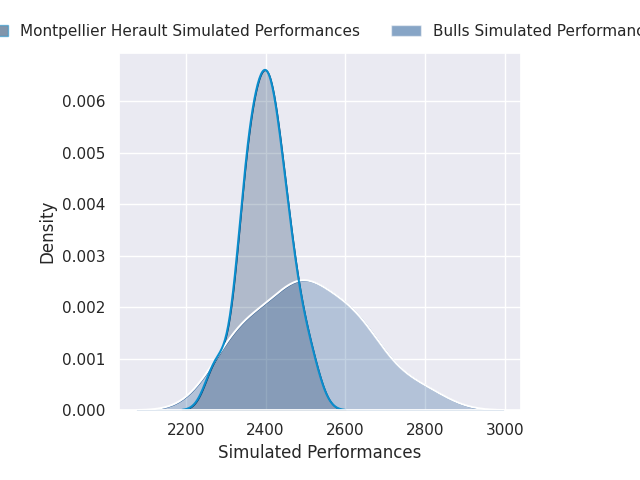 Montpellier Herault Simulated Performances Bulls Simulated
0.006
0.005
0.004
0.003
0.002
0.001
0.000
Density
2200 2400 2600 2800 3000
Simulated Performances